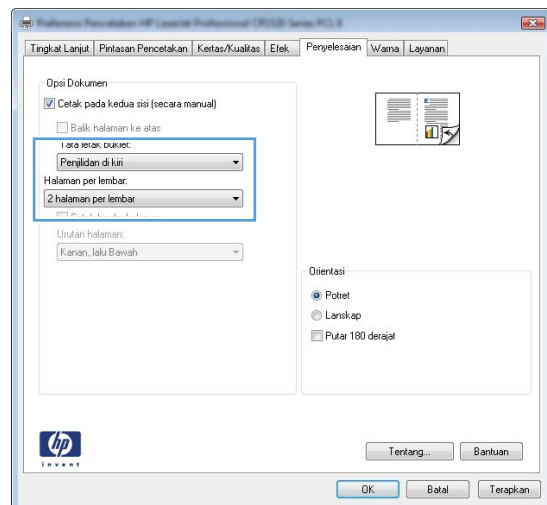 Tingkat Lanjut Pintasan Pencetakan Kertas/Kualitas Efek Penyelesaian Warna Layanan
Opsi Dokumen
Cetak pada kedua sisi (secara manual)
Balik halaman ke atas
Tata letak buklet:
Penjilidan di kiri
Halaman per lembar:
2 halaman per lembar
Urutan halaman:
Kanan, lalu Bawah
Orientasi
Potret
Lanskap
Putar 180 derajat
hp
invent
Tentang... Bantuan
OK Batal Terapkan